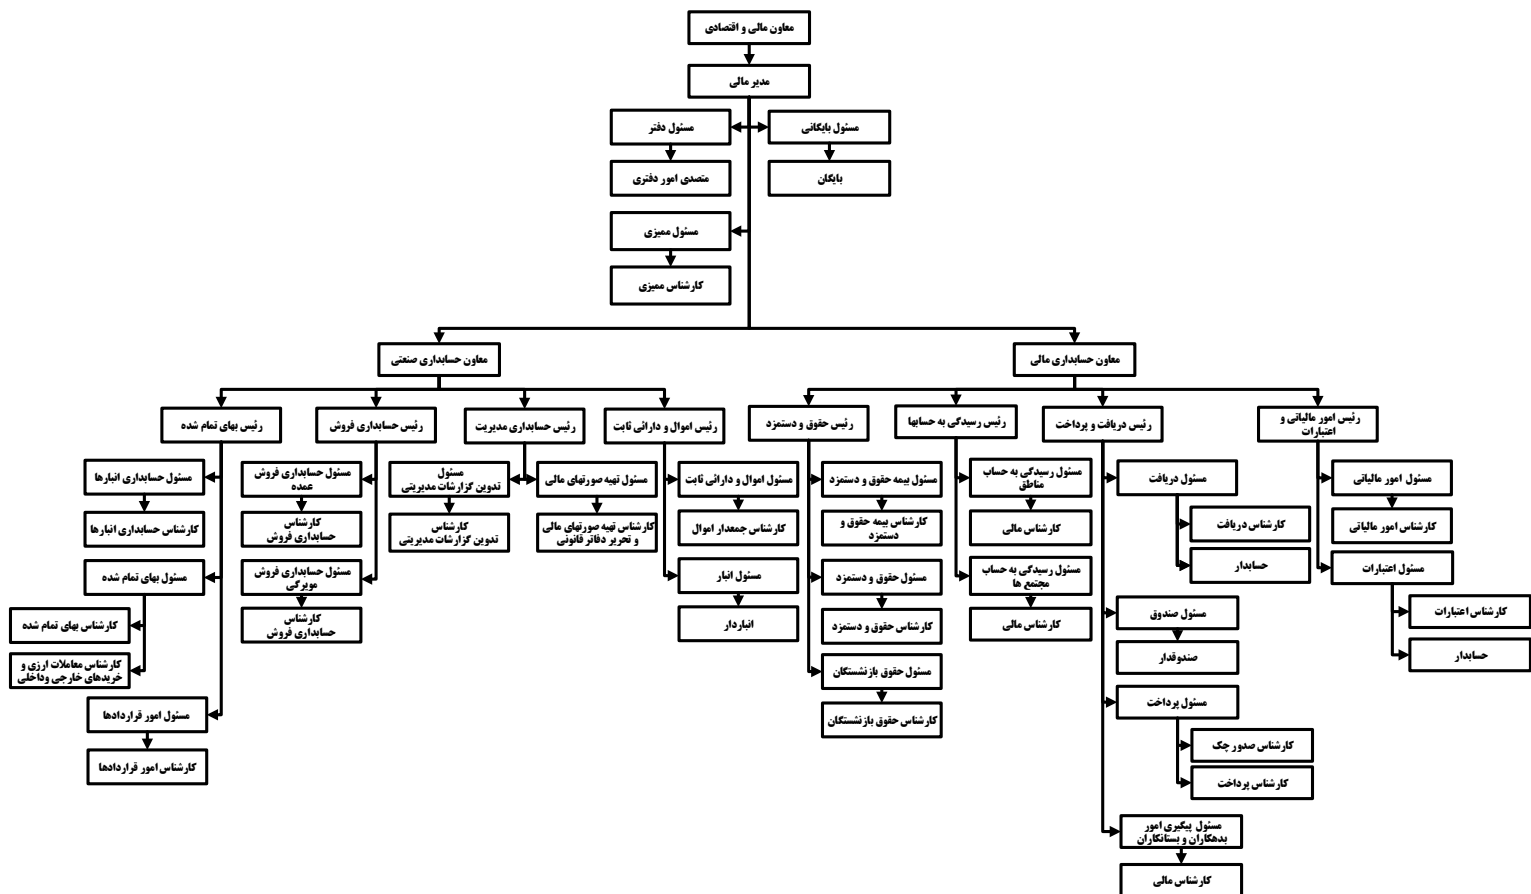 معاون مالی و اقتصادی
مدیر مالی
مسئول بایگانی
مسئول دفتر
بایگان
متصدی امور دفتری
مسئول ممیزی
کارشناس ممیزی
معاون حسابداری مالی
معاون حسابداری صنعتی
رئیس امور مالیاتی و
اعتبارات
رئیس دریافت و پرداخت
رئیس رسیدگی به حسابها
رئیس حقوق و دستمزد
رئیس اموال و دارائی ثابت
رئیس حسابداری مدیریت
رئیس حسابداری فروش
رئیس بهای تمام شده
مسئول امور مالیاتی
کارشناس امور مالیاتی
مسئول اعتبارات
کارشناس اعتبارات
حسابدار
مسئول دریافت
کارشناس دریافت
حسابدار
مسئول صندوق
صندوقدار
مسئول پرداخت
کارشناس صدور چک
کارشناس پرداخت
مسئول پیگیری امور
بدهکاران و بستانکاران
کارشناس مالی
مسئول رسیدگی به حساب
مناطق
کارشناس مالی
مسئول رسیدگی به حساب
مجتمع ها
کارشناس مالی
مسئول بیمه حقوق و دستمزد
کارشناس بیمه حقوق و
دستمزد
مسئول حقوق و دستمزد
کارشناس حقوق و دستمزد
مسئول حقوق بازنشستگان
کارشناس حقوق بازنشستگان
مسئول اموال و دارائی ثابت
کارشناس جمعدار اموال
مسئول انبار
انباردار
مسئول تهیه صورتهای مالی
کارشناس تهیه صورتهای مالی
و تحریر دفاتر قانونی
مسئول
تدوین گزارشات مدیریتی
کارشناس
تدوین گزارشات مدیریتی
مسئول حسابداری فروش
عمده
کارشناس
حسابداری فروش
مسئول حسابداری فروش
مویرگی
کارشناس
حسابداری فروش
مسئول حسابداری انبارها
کارشناس حسابداری انبارها
مسئول بهای تمام شده
کارشناس بهای تمام شده
کارشناس معاملات ارزی و
خریدهای خارجی وداخلی
مسئول امور قراردادها
کارشناس امور قراردادها